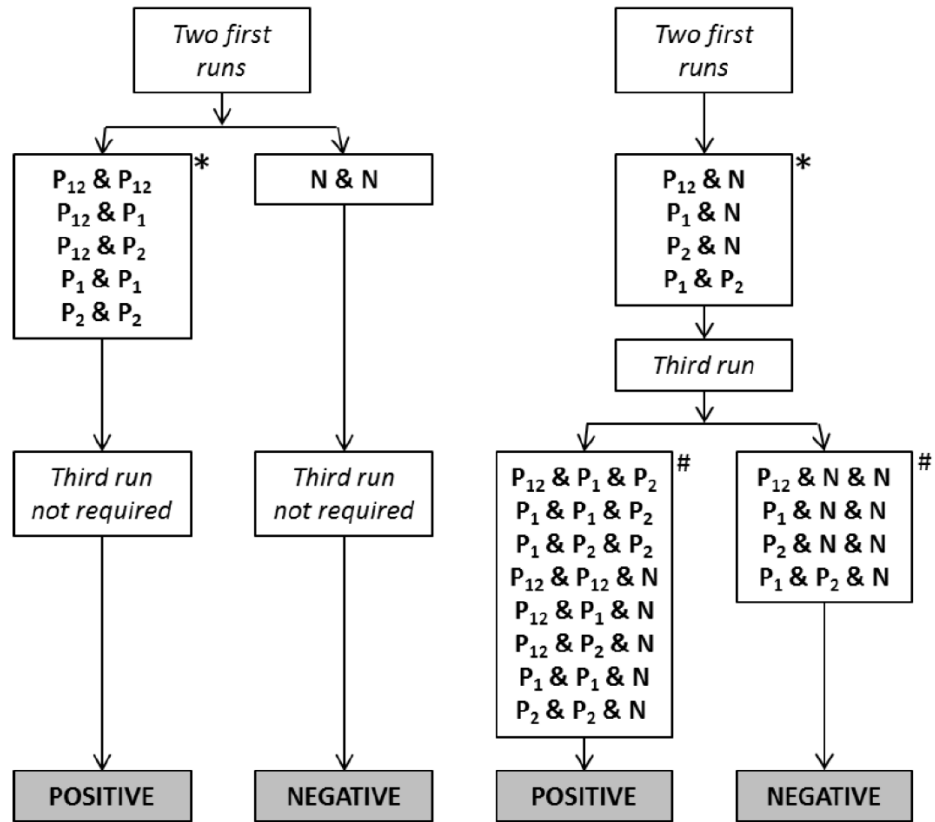 Two first
runs
P₁₂ & P₁₂
P₁₂ & P₁
P₁₂ & P₂
P₁ & P₁
P₂ & P₂
*
N & N
Third run
not required
Third run
not required
POSITIVE
NEGATIVE
Two first
runs
P₁₂ & N
P₁ & N
P₂ & N
P₁ & P₂
*
Third run
P₁₂ & P₁ & P₂
P₁ & P₁ & P₂
P₁ & P₂ & P₂
P₁₂ & P₁₂ & N
P₁₂ & P₁ & N
P₁₂ & P₂ & N
P₁ & P₁ & N
P₂ & P₂ & N
#
P₁₂ & N & N
P₁ & N & N
P₂ & N & N
P₁ & P₂ & N
#
POSITIVE
NEGATIVE